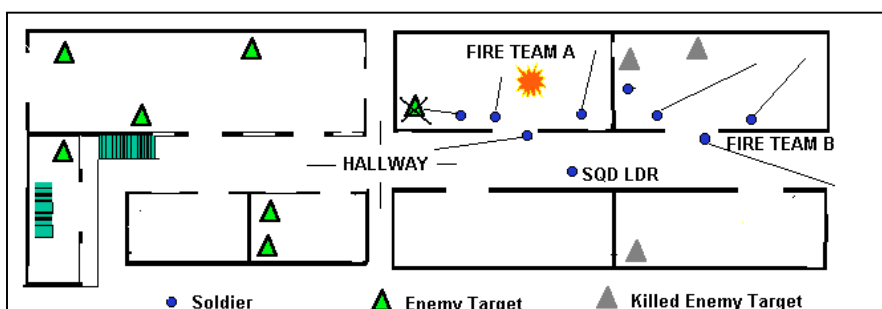 FIRE TEAM A
FIRE TEAM B
HALLWAY
SQD LDR
Soldier
Enemy Target
Killed Enemy Target